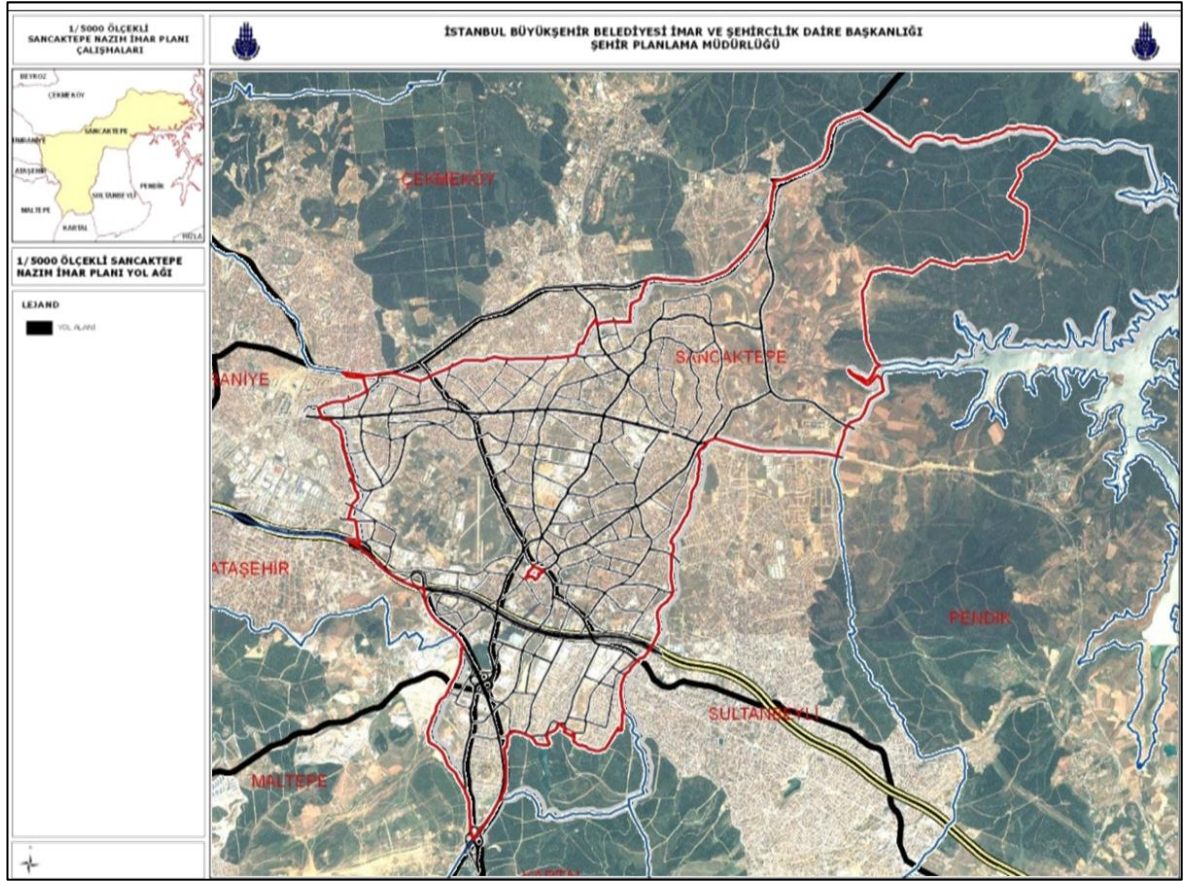 1/5000 ÖLÇEKLİ
SANCAKTEPE NAZIM İMAR PLANI
ÇALIŞMALARI
İSTANBUL BÜYÜKŞEHİR BELEDİYESİ İMAR VE ŞEHİRCİLİK DAİRE BAŞKANLIĞI
ŞEHİR PLANLAMA MÜDÜRLÜĞÜ
BEYKOZ
ÇEKMEKÖY
SANCAKTEPE
ATAŞEHİR
SULTANBEYLİ
PENDİK
MALTEPE
KARTAL
1/5000 ÖLÇEKLİ SANCAKTEPE
NAZIM İMAR PLANI YOL AĞI
LEJAND
YOL ALANI
ÇEKMEKÖY
SANCAKTEPE
ANİYE
ATAŞEHİR
PENDİK
SULTANBEYLİ
MALTEPE